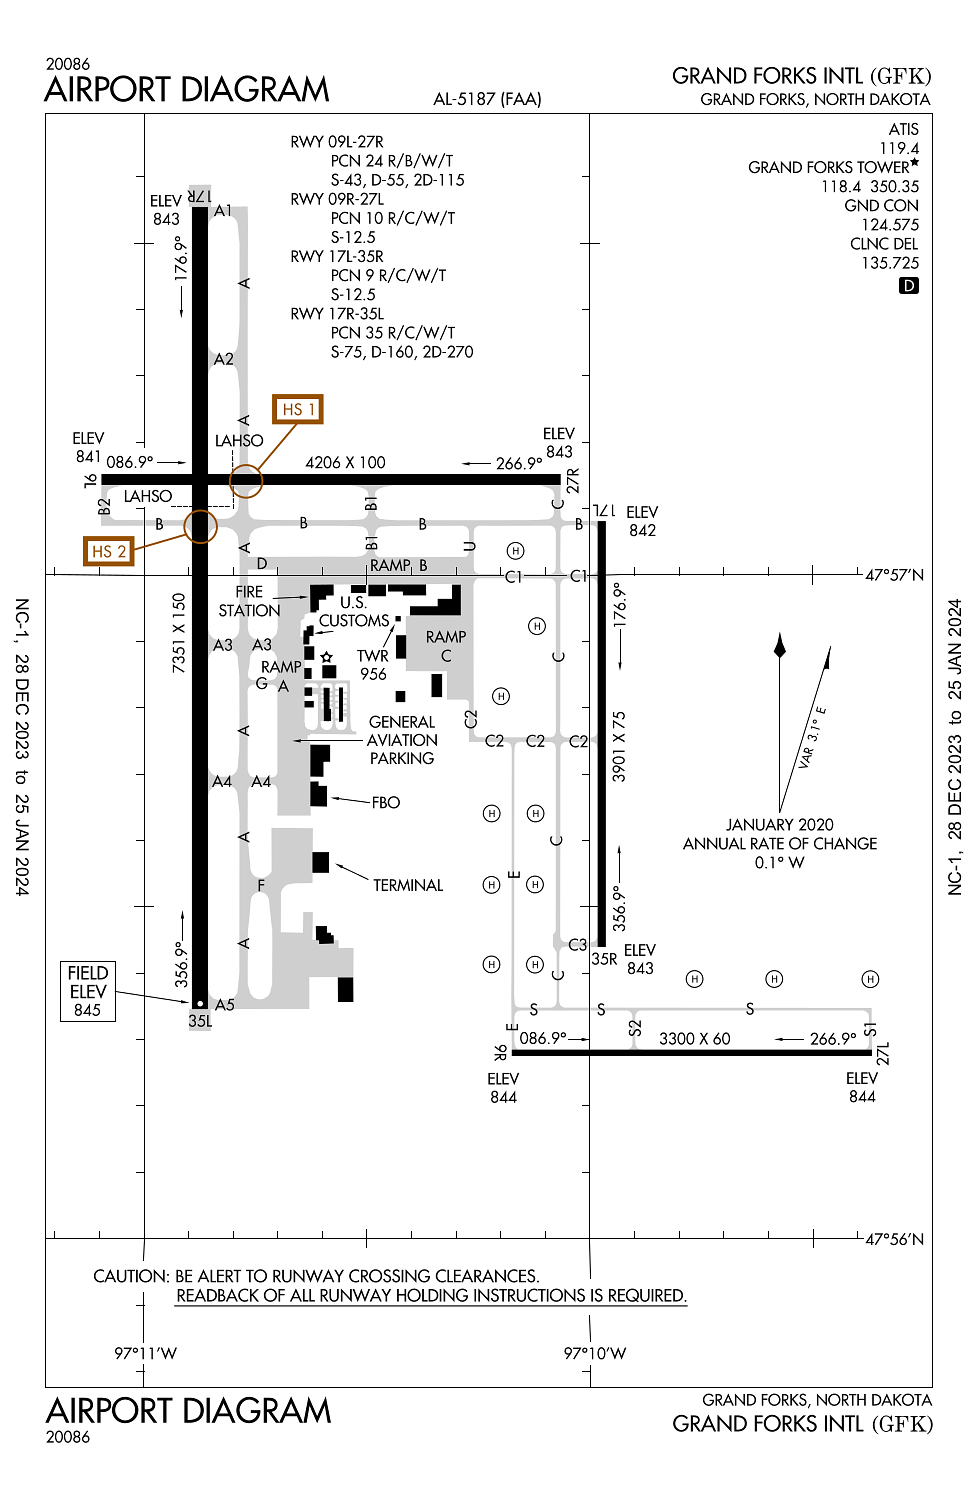 20086
AIRPORT DIAGRAM
AL-5187 (FAA)
GRAND FORKS INTL (GFK)
GRAND FORKS, NORTH DAKOTA
ATIS
119.4
GRAND FORKS TOWER★
118.4 350.35
GND CON
124.575
CLNC DEL
135.725
D
RWY 09L-27R
PCN 24 R/B/W/T
S-43, D-55, 2D-115
RWY 09R-27L
PCN 10 R/C/W/T
S-12.5
RWY 17L-35R
PCN 9 R/C/W/T
S-12.5
RWY 17R-35L
PCN 35 R/C/W/T
S-75, D-160, 2D-270
ELEV
843
17R
A1
176.9°
A
A2
HS 1
A
LAHSO
ELEV
841
086.9°
4206 X 100
266.9°
ELEV
843
9L
27R
LAHSO
B2
B
B
B1
B
C
B
17L
ELEV
842
HS 2
A
B1
U
H
D
RAMP B
C1
C1
47°57'N
FIRE
STATION
U.S.
CUSTOMS
7351 X 150
176.9°
H
A3
A3
RAMP
A
G
TWR
956
RAMP
C
C
H
C2
C2
C2
C2
A
GENERAL
AVIATION
PARKING
3901 X 75
VAR 3.1° E
A4
A4
FBO
H
H
JANUARY 2020
ANNUAL RATE OF CHANGE
0.1° W
A
C
TERMINAL
F
E
H
H
356.9°
A
356.9°
C3
35R
ELEV
843
H
H
C
H
H
H
FIELD
ELEV
845
A5
35L
S
S
S
E
S2
S1
9R
086.9°
3300 X 60
266.9°
27L
ELEV
844
ELEV
844
47°56'N
CAUTION: BE ALERT TO RUNWAY CROSSING CLEARANCES.
READBACK OF ALL RUNWAY HOLDING INSTRUCTIONS IS REQUIRED.
97°11'W
97°10'W
NC-1, 28 DEC 2023 to 25 JAN 2024
NC-1, 28 DEC 2023 to 25 JAN 2024
AIRPORT DIAGRAM
20086
GRAND FORKS, NORTH DAKOTA
GRAND FORKS INTL (GFK)